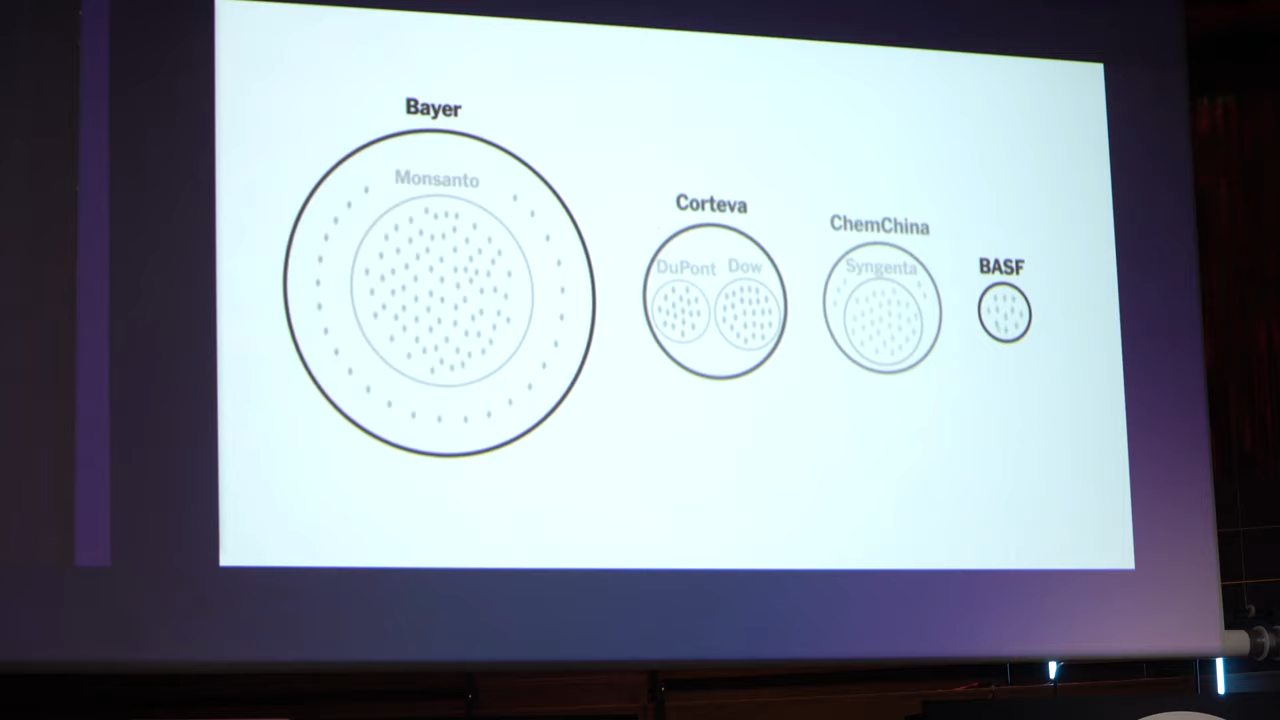 Bayer
Monsanto
Corteva
DuPont
Dow
ChemChina
Syngenta
BASF